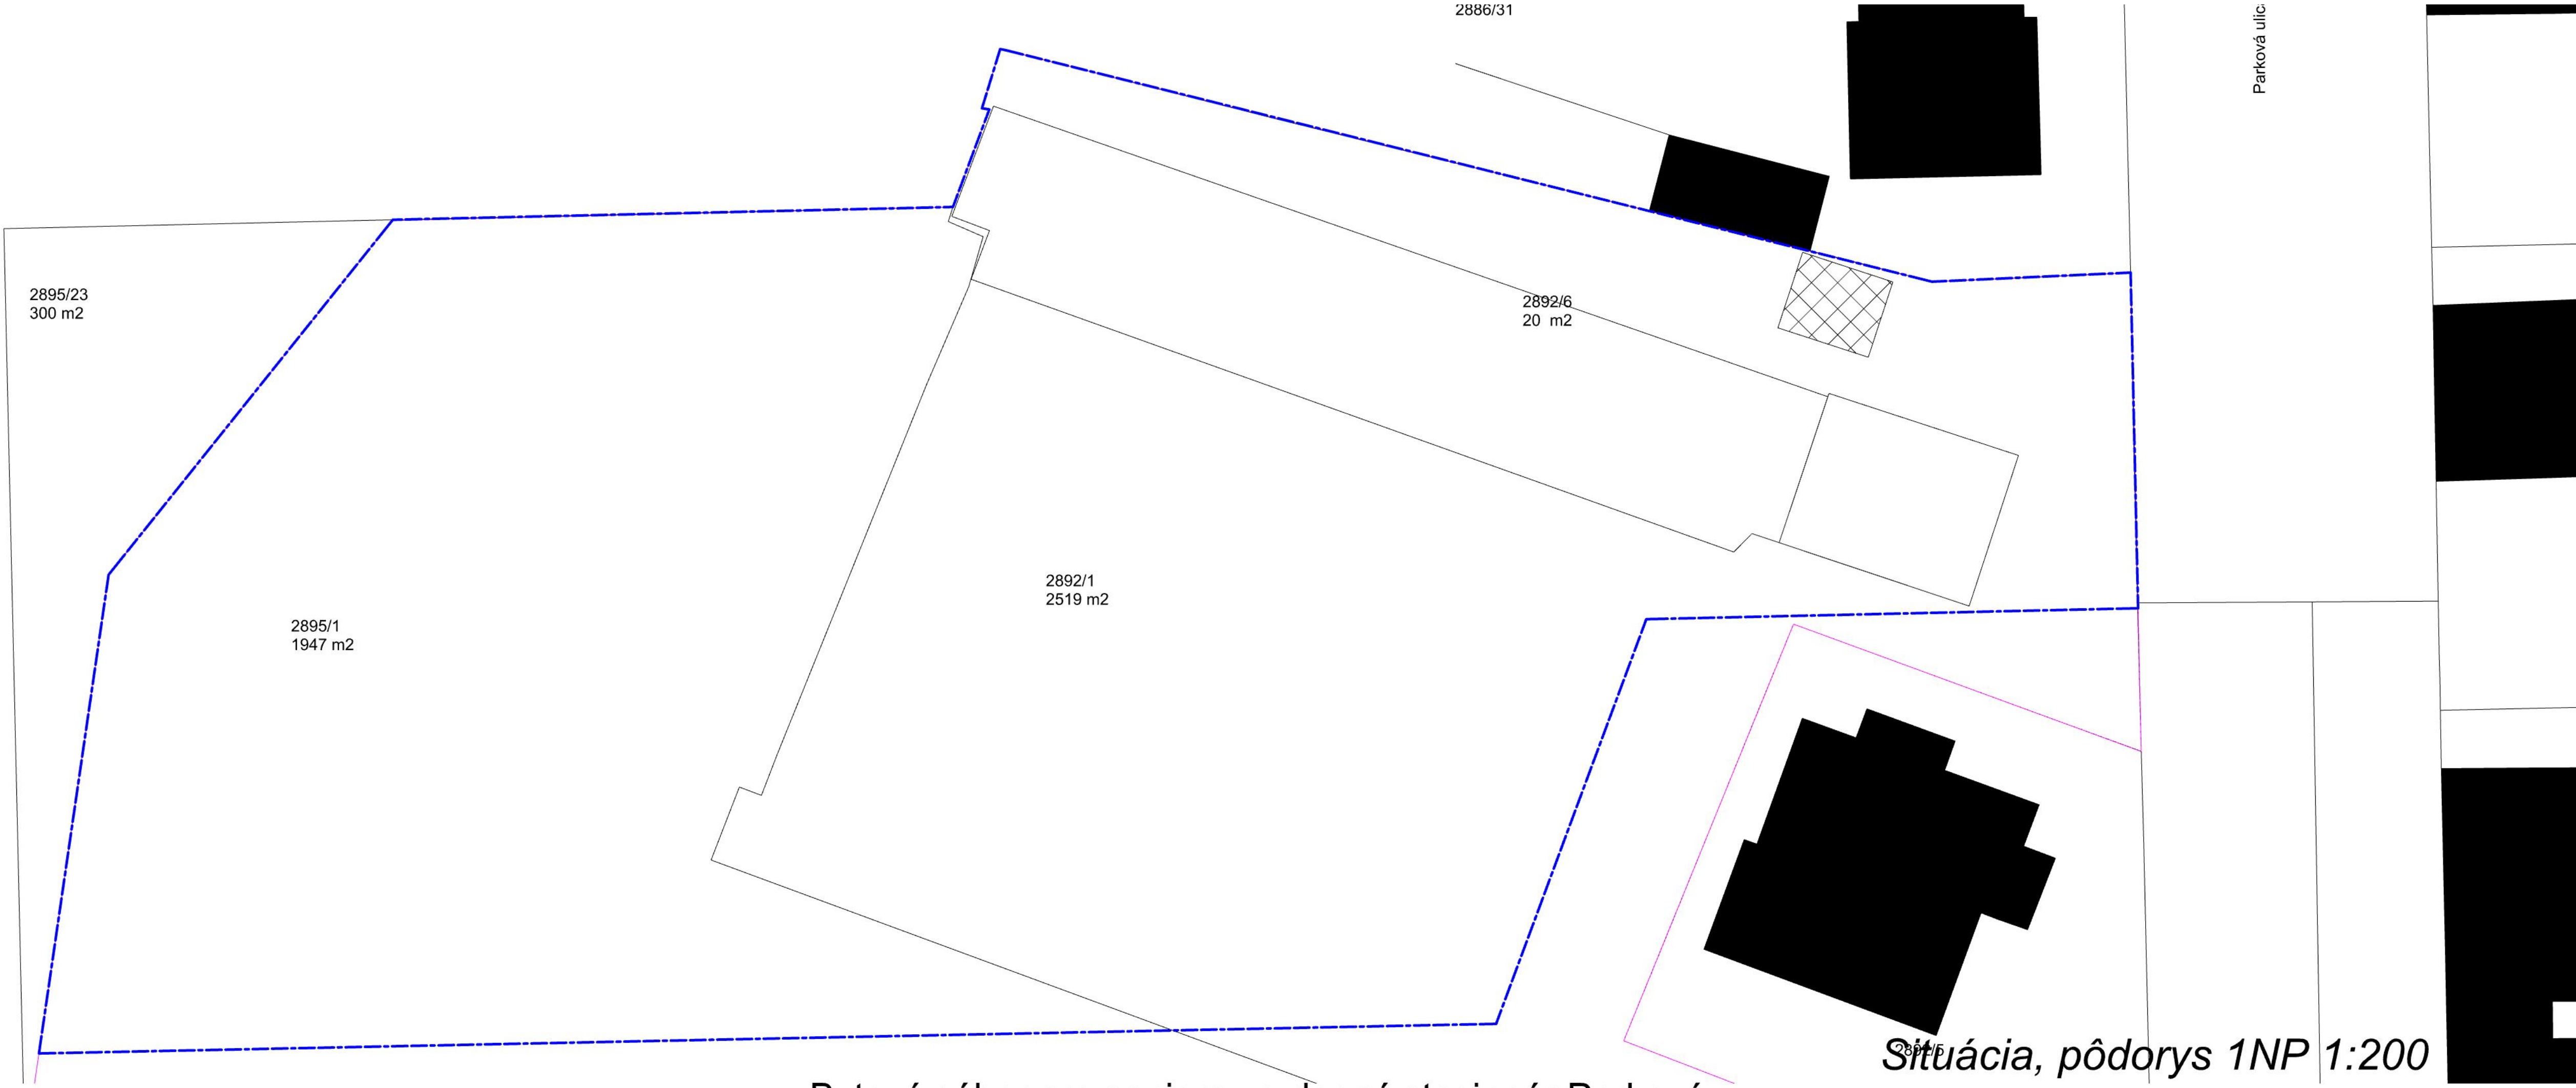 2886/31
Parková ulic
2895/23
300 m2
2892/6
20 m2
2892/1
2519 m2
2895/1
1947 m2
Situácia, pôdorys 1NP 1:200